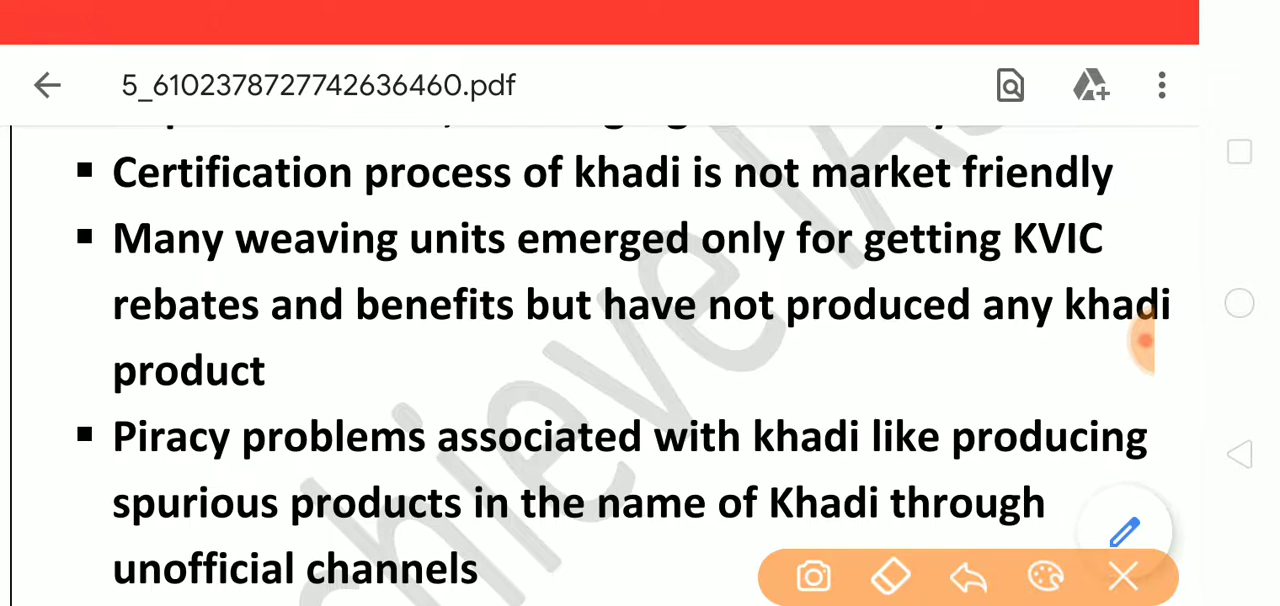 5_6102378727742636460.pdf
▪ Certification process of khadi is not market friendly
▪ Many weaving units emerged only for getting KVIC
rebates and benefits but have not produced any khadi
product
▪ Piracy problems associated with khadi like producing
spurious products in the name of Khadi through
unofficial channels